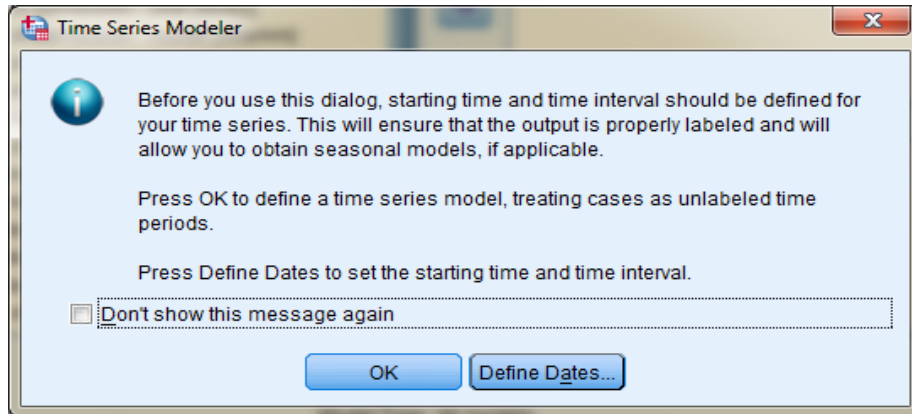 Time Series Modeler
Before you use this dialog, starting time and time interval should be defined for
your time series. This will ensure that the output is properly labeled and will
allow you to obtain seasonal models, if applicable.
Press OK to define a time series model, treating cases as unlabeled time
periods.
Press Define Dates to set the starting time and time interval.
Don't show this message again
OK
Define Dates...